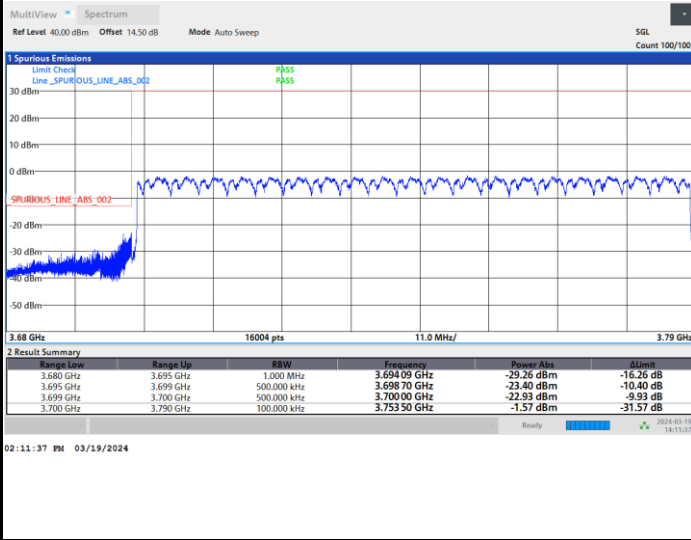 MultiView Spectrum
Ref Level 40.00 dBm Offset 14.50 dB Mode Auto Sweep SGL
Count 100/100
1 Spurious Emissions
Limit Check PASS
Line _SPURIOUS_LINE_ABS_002 PASS
30 dBm
20 dBm
10 dBm
0 dBm
_SPURIOUS_LINE_ABS_002
-20 dBm
-30 dBm
-40 dBm
-50 dBm
3.68 GHz 16004 pts 11.0 MHz/ 3.79 GHz
2 Result Summary
Range Low Range Up RBW Frequency Power Abs ΔLimit
3.680 GHz 3.695 GHz 1.000 MHz 3.694 09 GHz -29.26 dBm -16.26 dB
3.695 GHz 3.699 GHz 500.000 kHz 3.698 70 GHz -23.40 dBm -10.40 dB
3.699 GHz 3.700 GHz 500.000 kHz 3.700 00 GHz -22.93 dBm -9.93 dB
3.700 GHz 3.790 GHz 100.000 kHz 3.753 50 GHz -1.57 dBm -31.57 dB
Ready 2024-03-19
14:11:37
02:11:37 PM 03/19/2024